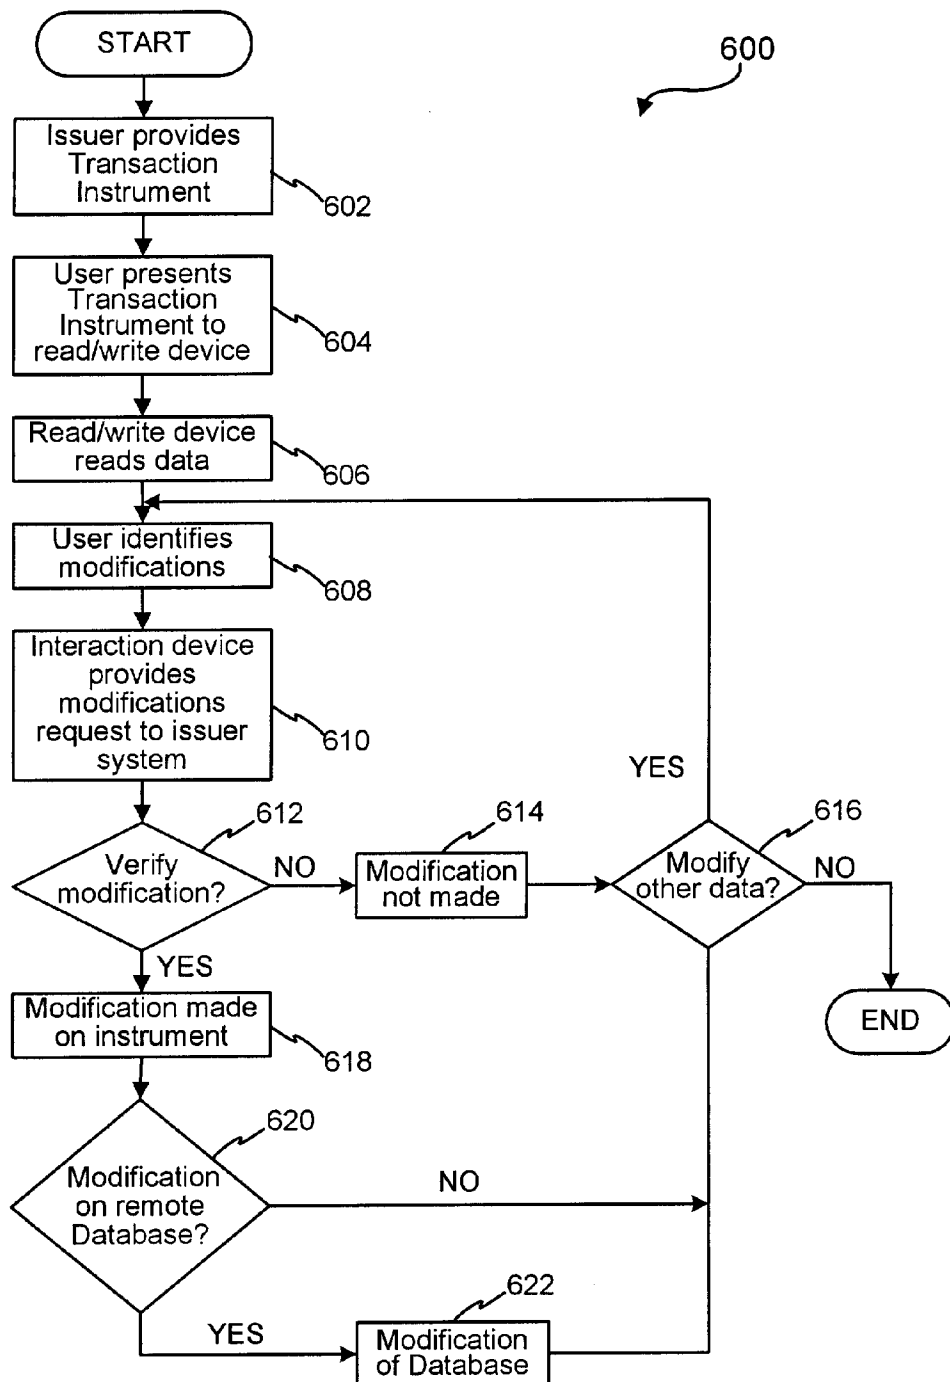 START
600
Issuer provides
Transaction
Instrument
602
User presents
Transaction
Instrument to
read/write device
604
Read/write device
reads data
606
User identifies
modifications
608
Interaction device
provides
modifications
request to issuer
system
610
YES
612
614
616
Verify
modification?
NO
Modification
not made
Modify
other data?
NO
YES
Modification made
on instrument
618
END
620
Modification
on remote
Database?
NO
622
YES
Modification
of Database